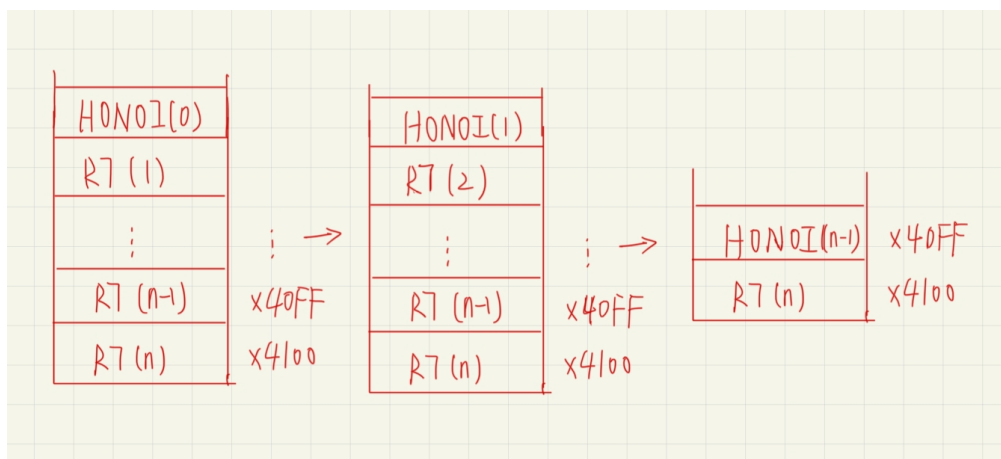 HONOI(0)
R7(1)
⋮
⋮ →
R7(n-1) x40FF
R7(n) x4100
HONOI(1)
R7(2)
⋮
⋮ →
R7(n-1) x40FF
R7(n) x4100
HONOI(n-1) x40FF
R7(n) x4100